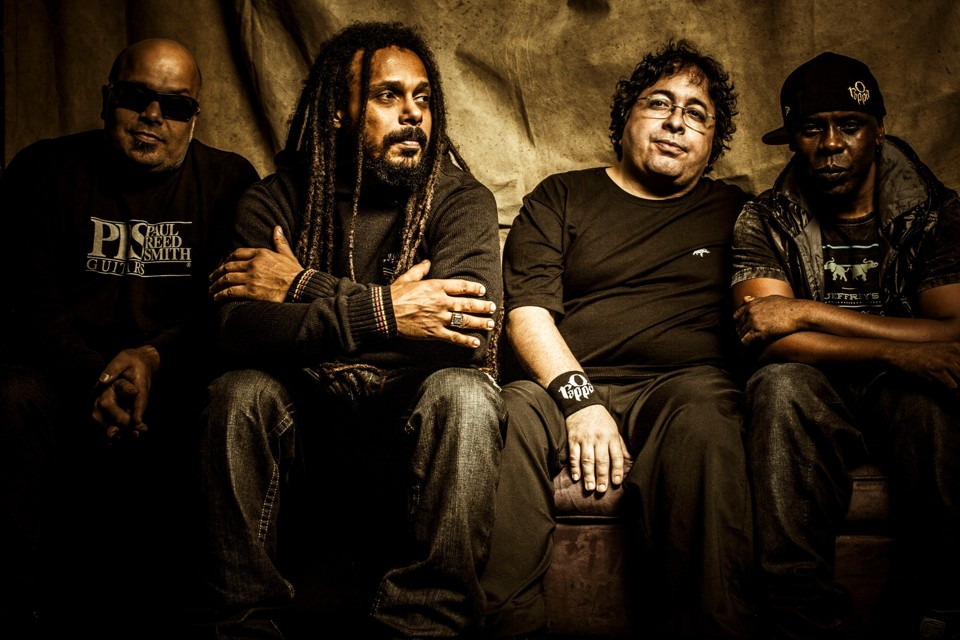 PRS PAUL
REED
SMITH
GUITARS
O
rappa
O
rappa
JEFFREY'S